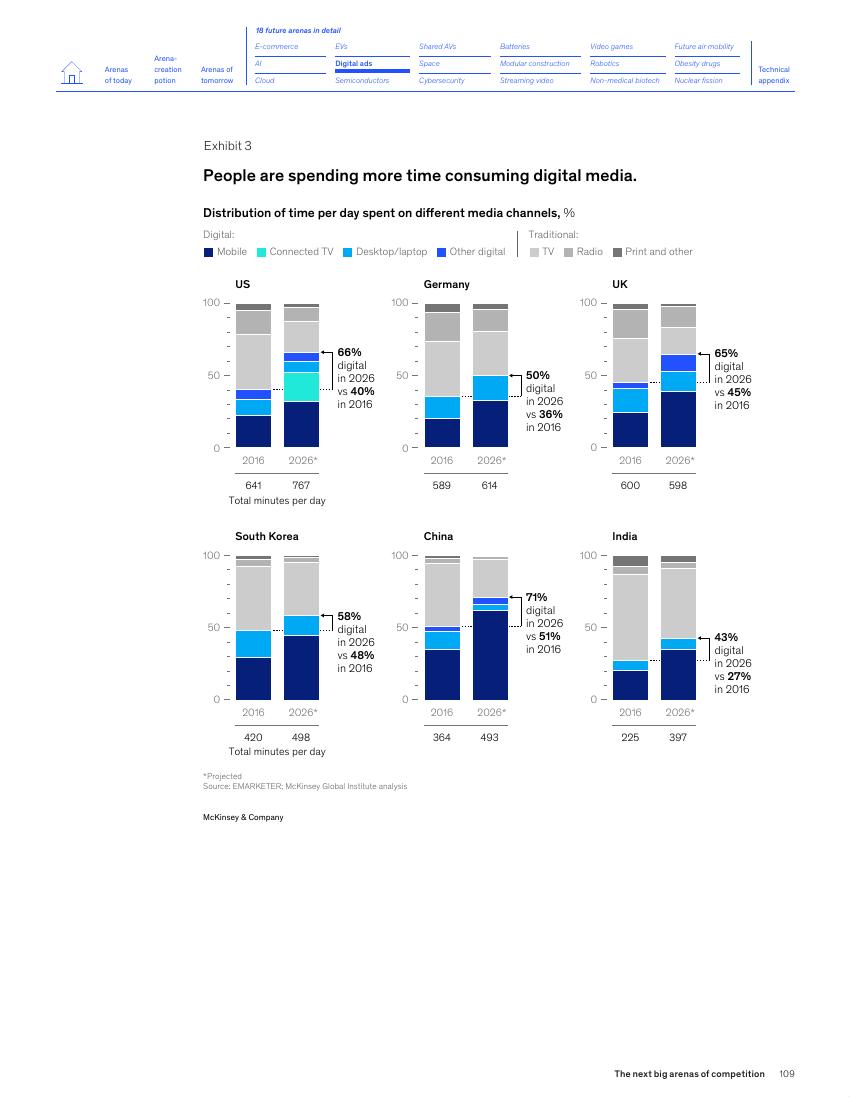 18 future arenas in detail
E-commerce EVs Shared AVs Batteries Video games Future air mobility
Arenas of today
Arena-creation potion
Arenas of tomorrow
AI Digital ads Space Modular construction Robotics Obesity drugs
Cloud Semiconductors Cybersecurity Streaming video Non-medical biotech Nuclear fission
Technical appendix
Exhibit 3
People are spending more time consuming digital media.
Distribution of time per day spent on different media channels, %
Digital: Traditional:
Mobile Connected TV Desktop/laptop Other digital TV Radio Print and other
US
100
50
0
66%
digital
in 2026
vs 40%
in 2016
2016 2026*
641 767
Total minutes per day
Germany
100
50
0
50%
digital
in 2026
vs 36%
in 2016
2016 2026*
589 614
UK
100
50
0
65%
digital
in 2026
vs 45%
in 2016
2016 2026*
600 598
South Korea
100
50
0
58%
digital
in 2026
vs 48%
in 2016
2016 2026*
420 498
Total minutes per day
China
100
50
0
71%
digital
in 2026
vs 51%
in 2016
2016 2026*
364 493
India
100
50
0
43%
digital
in 2026
vs 27%
in 2016
2016 2026*
225 397
*Projected
Source: EMARKETER; McKinsey Global Institute analysis
McKinsey & Company
The next big arenas of competition 109